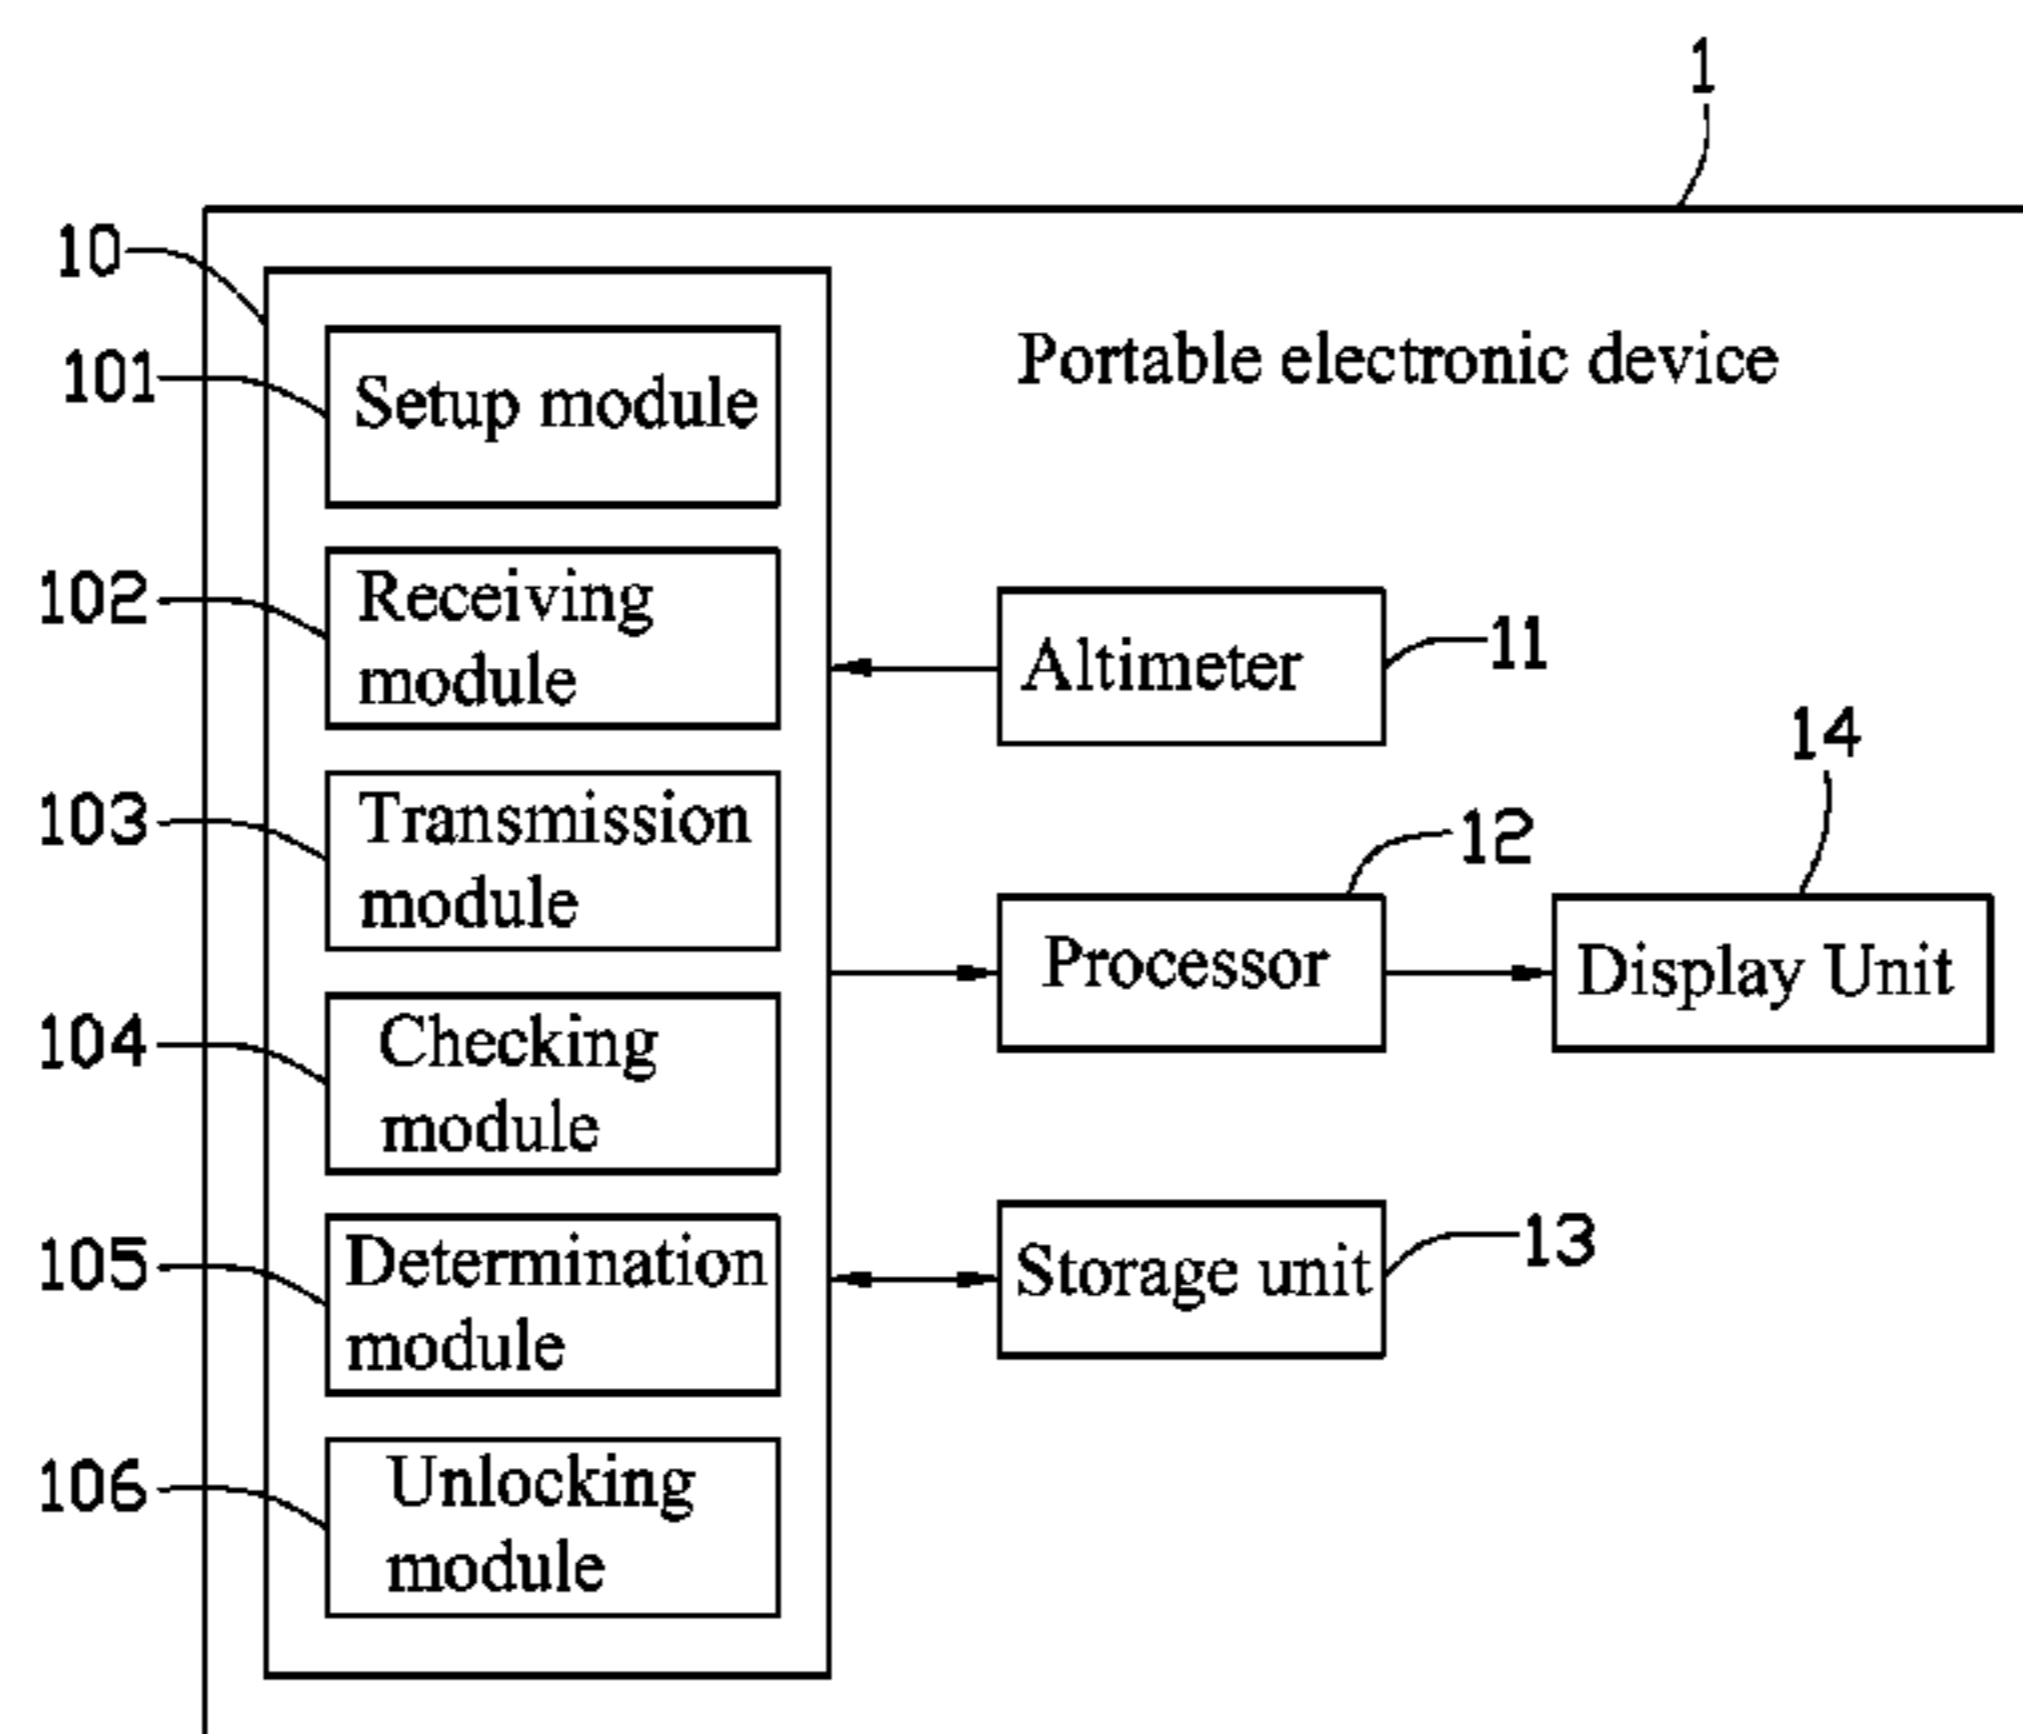 1
10
101
Setup module
Portable electronic device
102
Receiving
module
Altimeter
11
103
Transmission
module
12
14
Processor
Display Unit
104
Checking
module
105
Determination
module
Storage unit
13
106
Unlocking
module